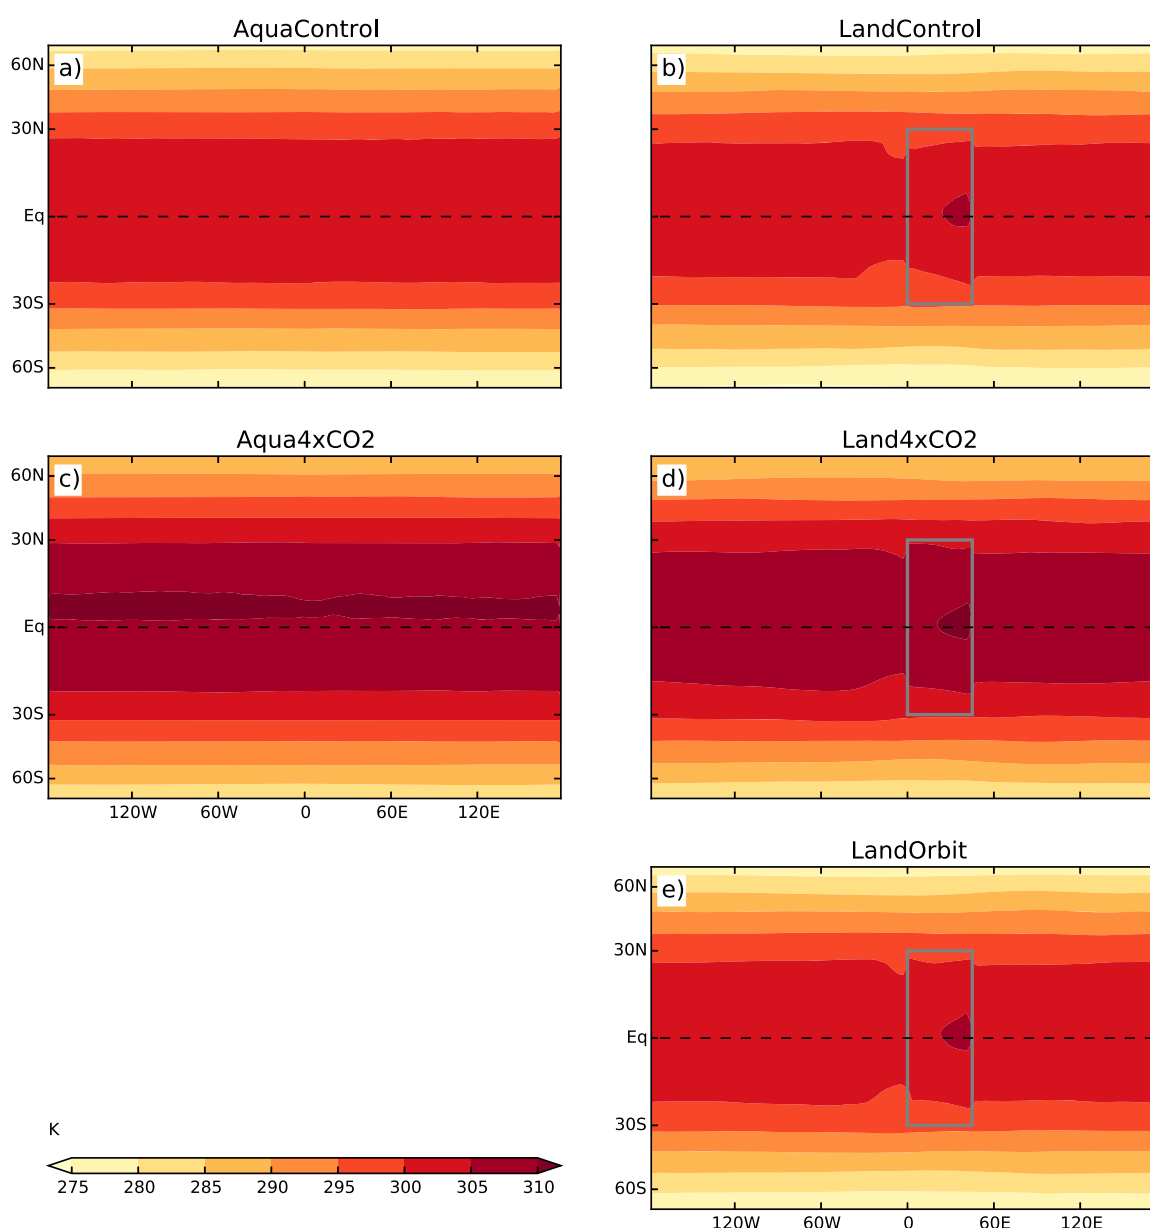 AquaControl
LandControl
a)
60N
30N
Eq
30S
60S
b)
Aqua4xCO2
Land4xCO2
c)
60N
30N
Eq
30S
60S
120W 60W 0 60E 120E
d)
LandOrbit
e)
60N
30N
Eq
30S
60S
120W 60W 0 60E 120E
K
275 280 285 290 295 300 305 310